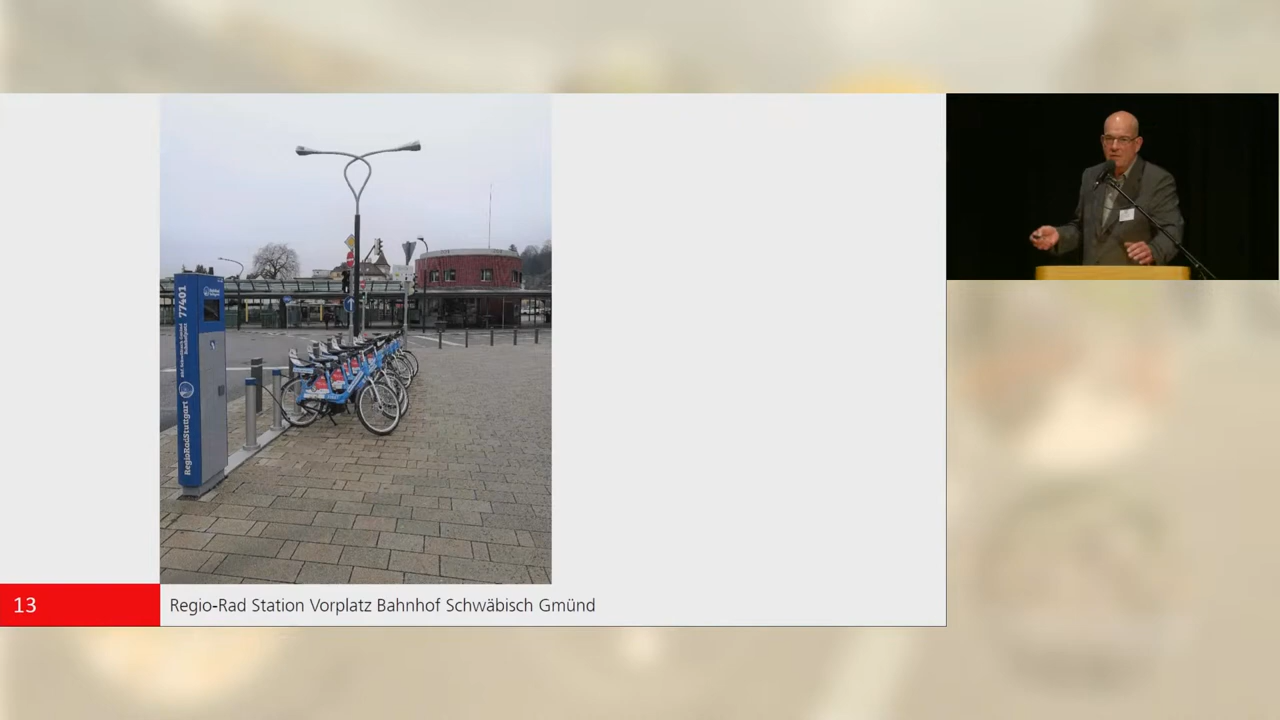 77401
RegioRadStuttgart
13
Regio-Rad Station Vorplatz Bahnhof Schwäbisch Gmünd